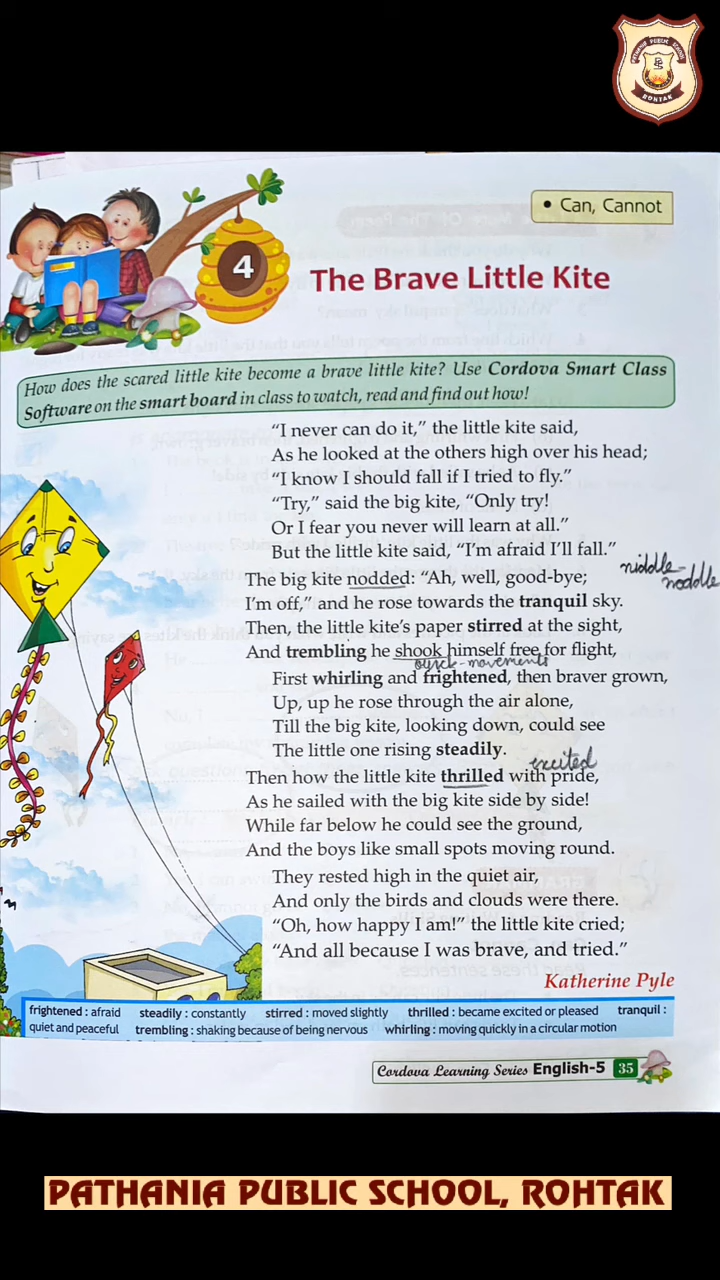 PATHANIA PUBLIC SCHOOL
ROHTAK
• Can, Cannot
4
The Brave Little Kite
How does the scared little kite become a brave little kite? Use Cordova Smart Class
Software on the smart board in class to watch, read and find out how!
“I never can do it,” the little kite said,
As he looked at the others high over his head;
“I know I should fall if I tried to fly.”
“Try,” said the big kite, “Only try!
Or I fear you never will learn at all.”
But the little kite said, “I’m afraid I’ll fall.”
niddle-
noddle
The big kite nodded: “Ah, well, good-bye;
I’m off,” and he rose towards the tranquil sky.
Then, the little kite’s paper stirred at the sight,
And trembling he shook himself free for flight,
quick-movements
First whirling and frightened, then braver grown,
Up, up he rose through the air alone,
Till the big kite, looking down, could see
The little one rising steadily.
excited
Then how the little kite thrilled with pride,
As he sailed with the big kite side by side!
While far below he could see the ground,
And the boys like small spots moving round.
They rested high in the quiet air,
And only the birds and clouds were there.
“Oh, how happy I am!” the little kite cried;
“And all because I was brave, and tried.”
Katherine Pyle
frightened : afraid steadily : constantly stirred : moved slightly thrilled : became excited or pleased tranquil :
quiet and peaceful trembling : shaking because of being nervous whirling : moving quickly in a circular motion
Cordova Learning Series English-5 35
PATHANIA PUBLIC SCHOOL, ROHTAK